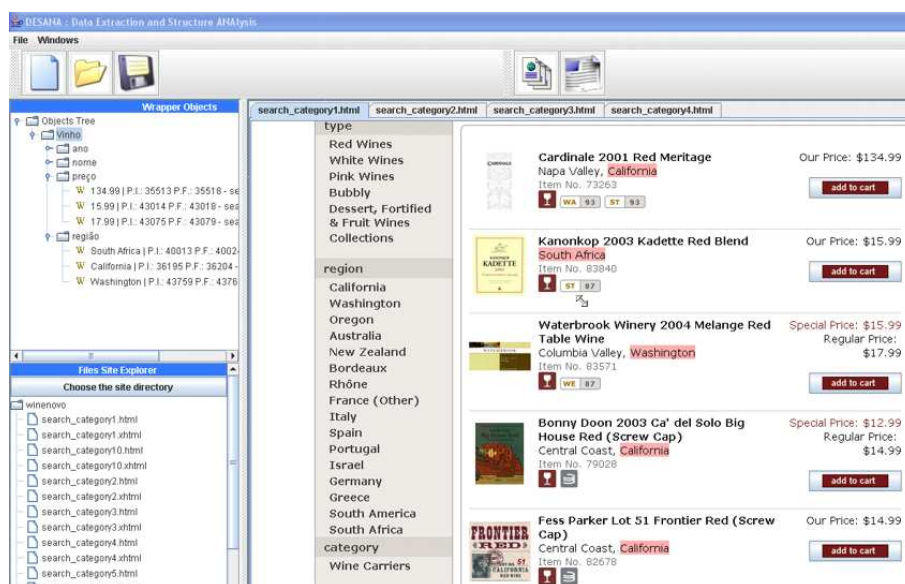 DESANA : Data Extraction and Structure ANAlysis
File Windows
Wrapper Objects
Objects Tree
Vinho
ano
nome
preço
W 134.99 | P.I.: 35513 P.F.: 35518 - se
W 15.99 | P.I.: 43014 P.F.: 43018 - sea
W 17.99 | P.I.: 43075 P.F.: 43079 - sea
região
W South Africa | P.I.: 40013 P.F.: 4002
W California | P.I.: 36195 P.F.: 36204 -
W Washington | P.I.: 43759 P.F.: 4376
Files Site Explorer
Choose the site directory
winenovo
search_category1.html
search_category1.xhtml
search_category10.html
search_category10.xhtml
search_category2.html
search_category2.xhtml
search_category3.html
search_category3.xhtml
search_category4.html
search_category4.xhtml
search_category5.html
search_category1.html search_category2.html search_category3.html search_category4.html
type
Red Wines
White Wines
Pink Wines
Bubbly
Dessert, Fortified
& Fruit Wines
Collections
region
California
Washington
Oregon
Australia
New Zealand
Bordeaux
Rhône
France (Other)
Italy
Spain
Portugal
Israel
Germany
Greece
South America
South Africa
category
Wine Carriers
Cardinale 2001 Red Meritage
Our Price: $134.99
Napa Valley, California
Item No. 73263
add to cart
WA 93 ST 93
KADETTE
Kanonkop 2003 Kadette Red Blend
Our Price: $15.99
South Africa
Item No. 83840
add to cart
ST 87
Waterbrook Winery 2004 Melange Red
Table Wine
Special Price: $15.99
Regular Price:
$17.99
Columbia Valley, Washington
Item No. 83571
add to cart
WE 87
Bonny Doon 2003 Ca' del Solo Big
House Red (Screw Cap)
Special Price: $12.99
Regular Price:
$14.99
Central Coast, California
Item No. 79028
add to cart
FRONTIER
RED
Fess Parker Lot 51 Frontier Red (Screw
Cap)
Our Price: $14.99
Central Coast, California
Item No. 82678
add to cart